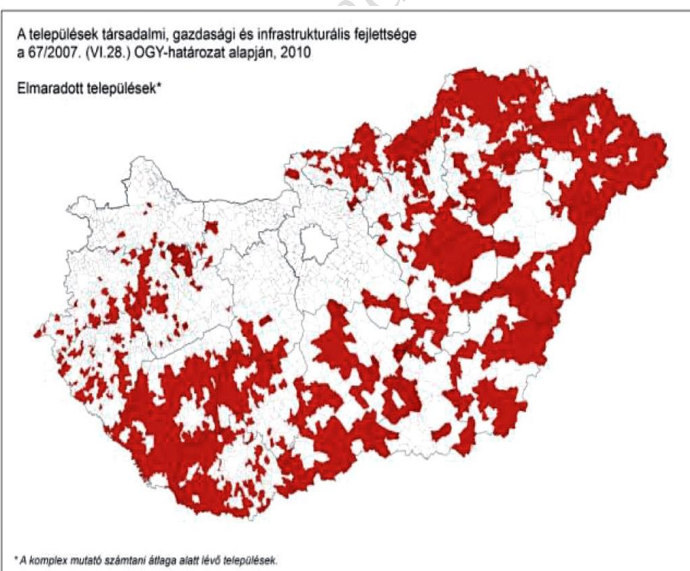 A települések társadalmi, gazdasági és infrastrukturális fejlettsége
a 67/2007. (VI.28.) OGY-határozat alapján, 2010
Elmaradott települések*
* A komplex mutató számtani átlaga alatt lévő települések.